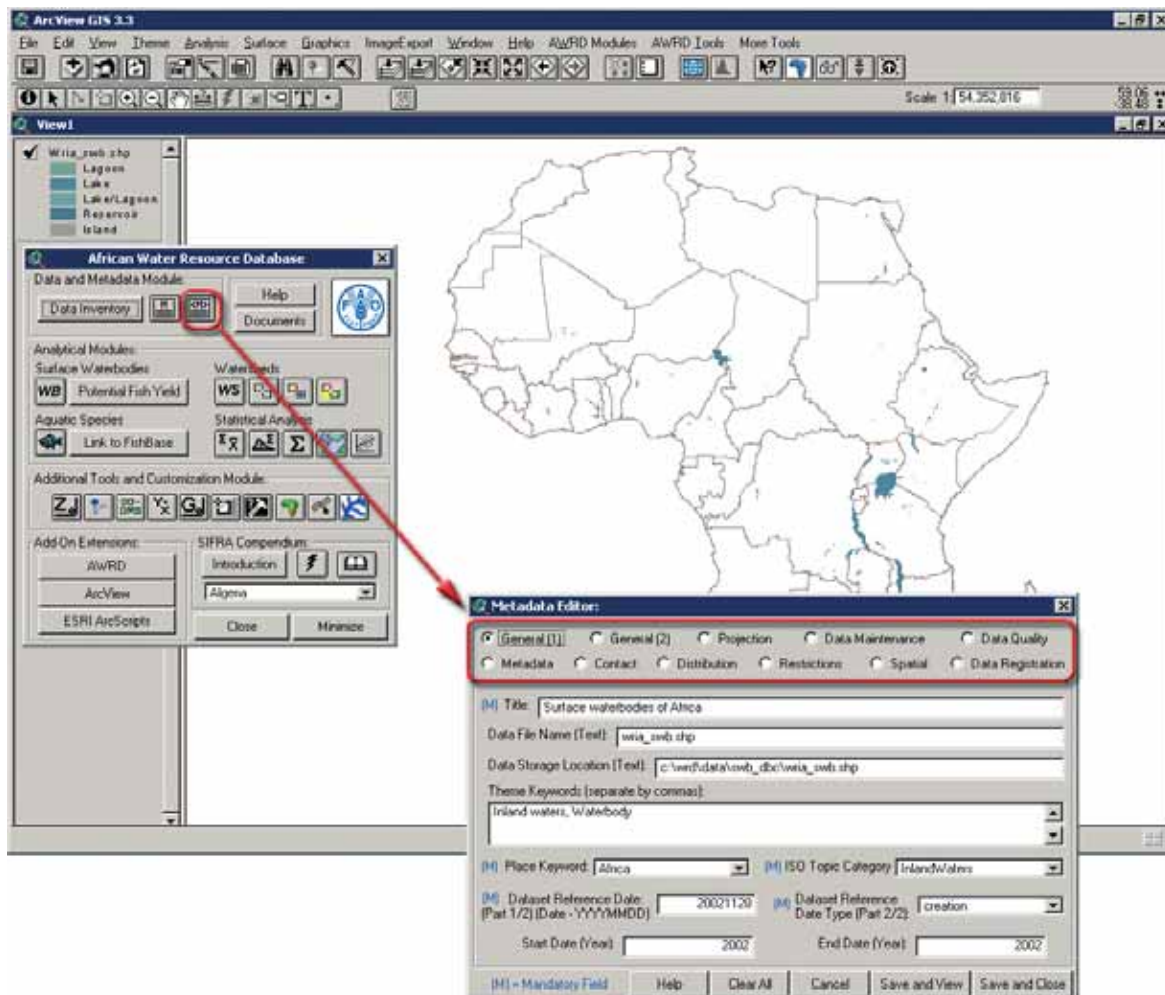 ArcView GIS 3.3
File Edit View Theme Analysis Surface Graphics ImageExport Window Help AWRD Modules AWRD Tools More Tools
Scale 1: 54,352,816
59.06
-38.48
View1
Wria_swb.shp
Lagoon
Lake
Lake/Lagoon
Reservoir
Island
African Water Resource Database
Data and Metadata Module:
Data Inventory
Help
Documents
Analytical Modules:
Surface Waterbodies
Watersheds
WB Potential Fish Yield
WS
Aquatic Species
Statistical Analysis
Link to FishBase
Additional Tools and Customization Module:
Add-On Extensions:
SIFRA Compendium:
AWRD
Introduction
ArcView
Algeria
ESRI ArcScripts
Close
Minimize
Metadata Editor:
General (1) General (2) Projection Data Maintenance Data Quality
Metadata Contact Distribution Restrictions Spatial Data Registration
(M) Title: Surface waterbodies of Africa
Data File Name (Text): wria_swb.shp
Data Storage Location (Text): c:\wrd\data\swb_dbc\wria_swb.shp
Theme Keywords (separate by commas):
Inland waters, Waterbody
(M) Place Keyword: Africa (M) ISO Topic Category InlandWaters
(M) Dataset Reference Date
(Part 1/2) (Date - YYYYMMDD) 20021129
(M) Dataset Reference
Date Type (Part 2/2): creation
Start Date (Year): 2002 End Date (Year): 2002
(M) = Mandatory Field Help Clear All Cancel Save and View Save and Close